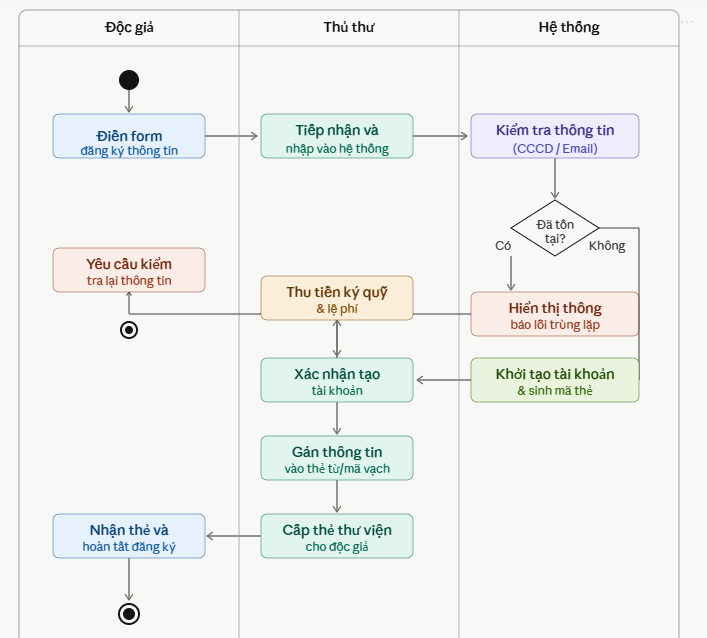 Độc giả
Thủ thư
Hệ thống
Điền form
đăng ký thông tin
Tiếp nhận và
nhập vào hệ thống
Kiểm tra thông tin
(CCCD / Email)
Đã tồn
tại?
Có
Không
Yêu cầu kiểm
tra lại thông tin
Thu tiền ký quỹ
& lệ phí
Hiển thị thông
báo lỗi trùng lặp
Xác nhận tạo
tài khoản
Khởi tạo tài khoản
& sinh mã thẻ
Gán thông tin
vào thẻ từ/mã vạch
Nhận thẻ và
hoàn tất đăng ký
Cấp thẻ thư viện
cho độc giả